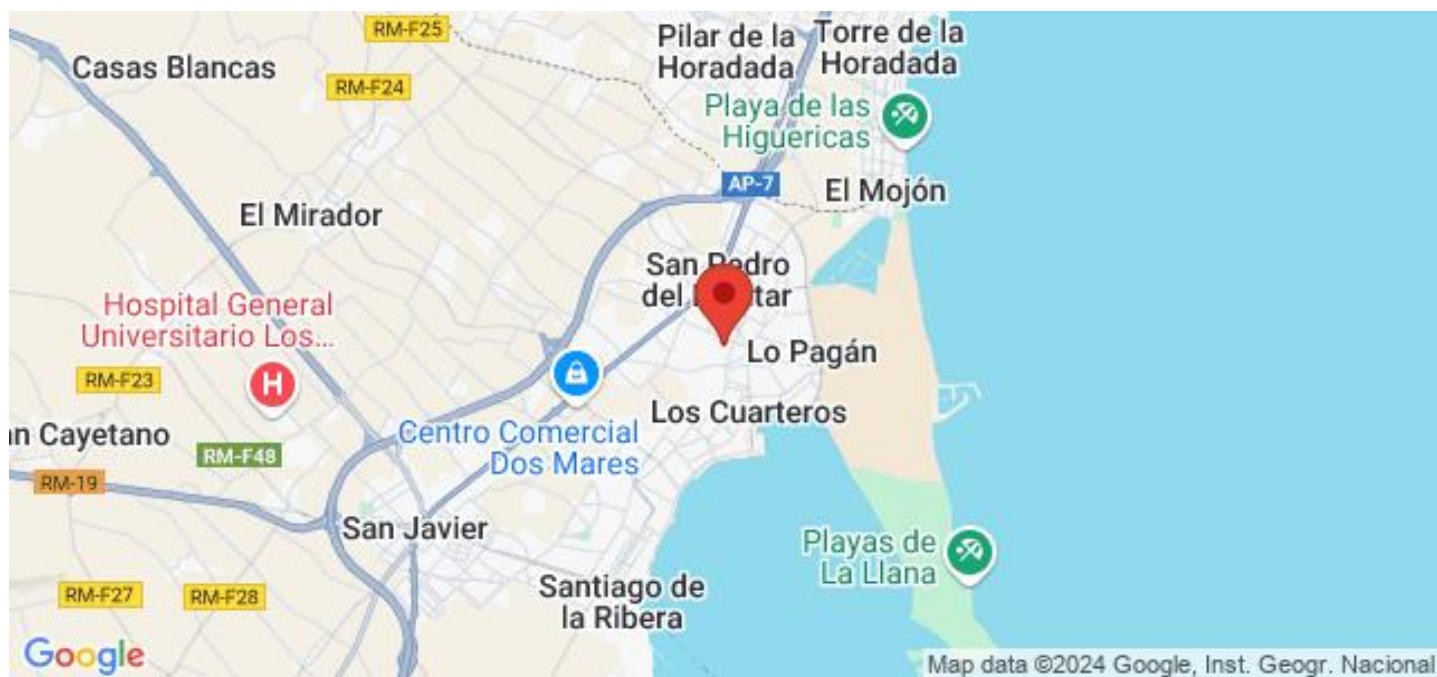 RM-F25
Pilar de la
Horadada
Torre de la
Horadada
Casas Blancas
RM-F24
Playa de las
Higuericas
AP-7
El Mojón
El Mirador
San Pedro
del
tar
Hospital General
Universitario Los...
H
Lo Pagán
RM-F23
Los Cuarteros
n Cayetano
Centro Comercial
Dos Mares
RM-F48
RM-19
San Javier
Playas de
La Llana
RM-F27
RM-F28
Santiago de
la Ribera
Google
Map data ©2024 Google, Inst. Geogr. Nacional